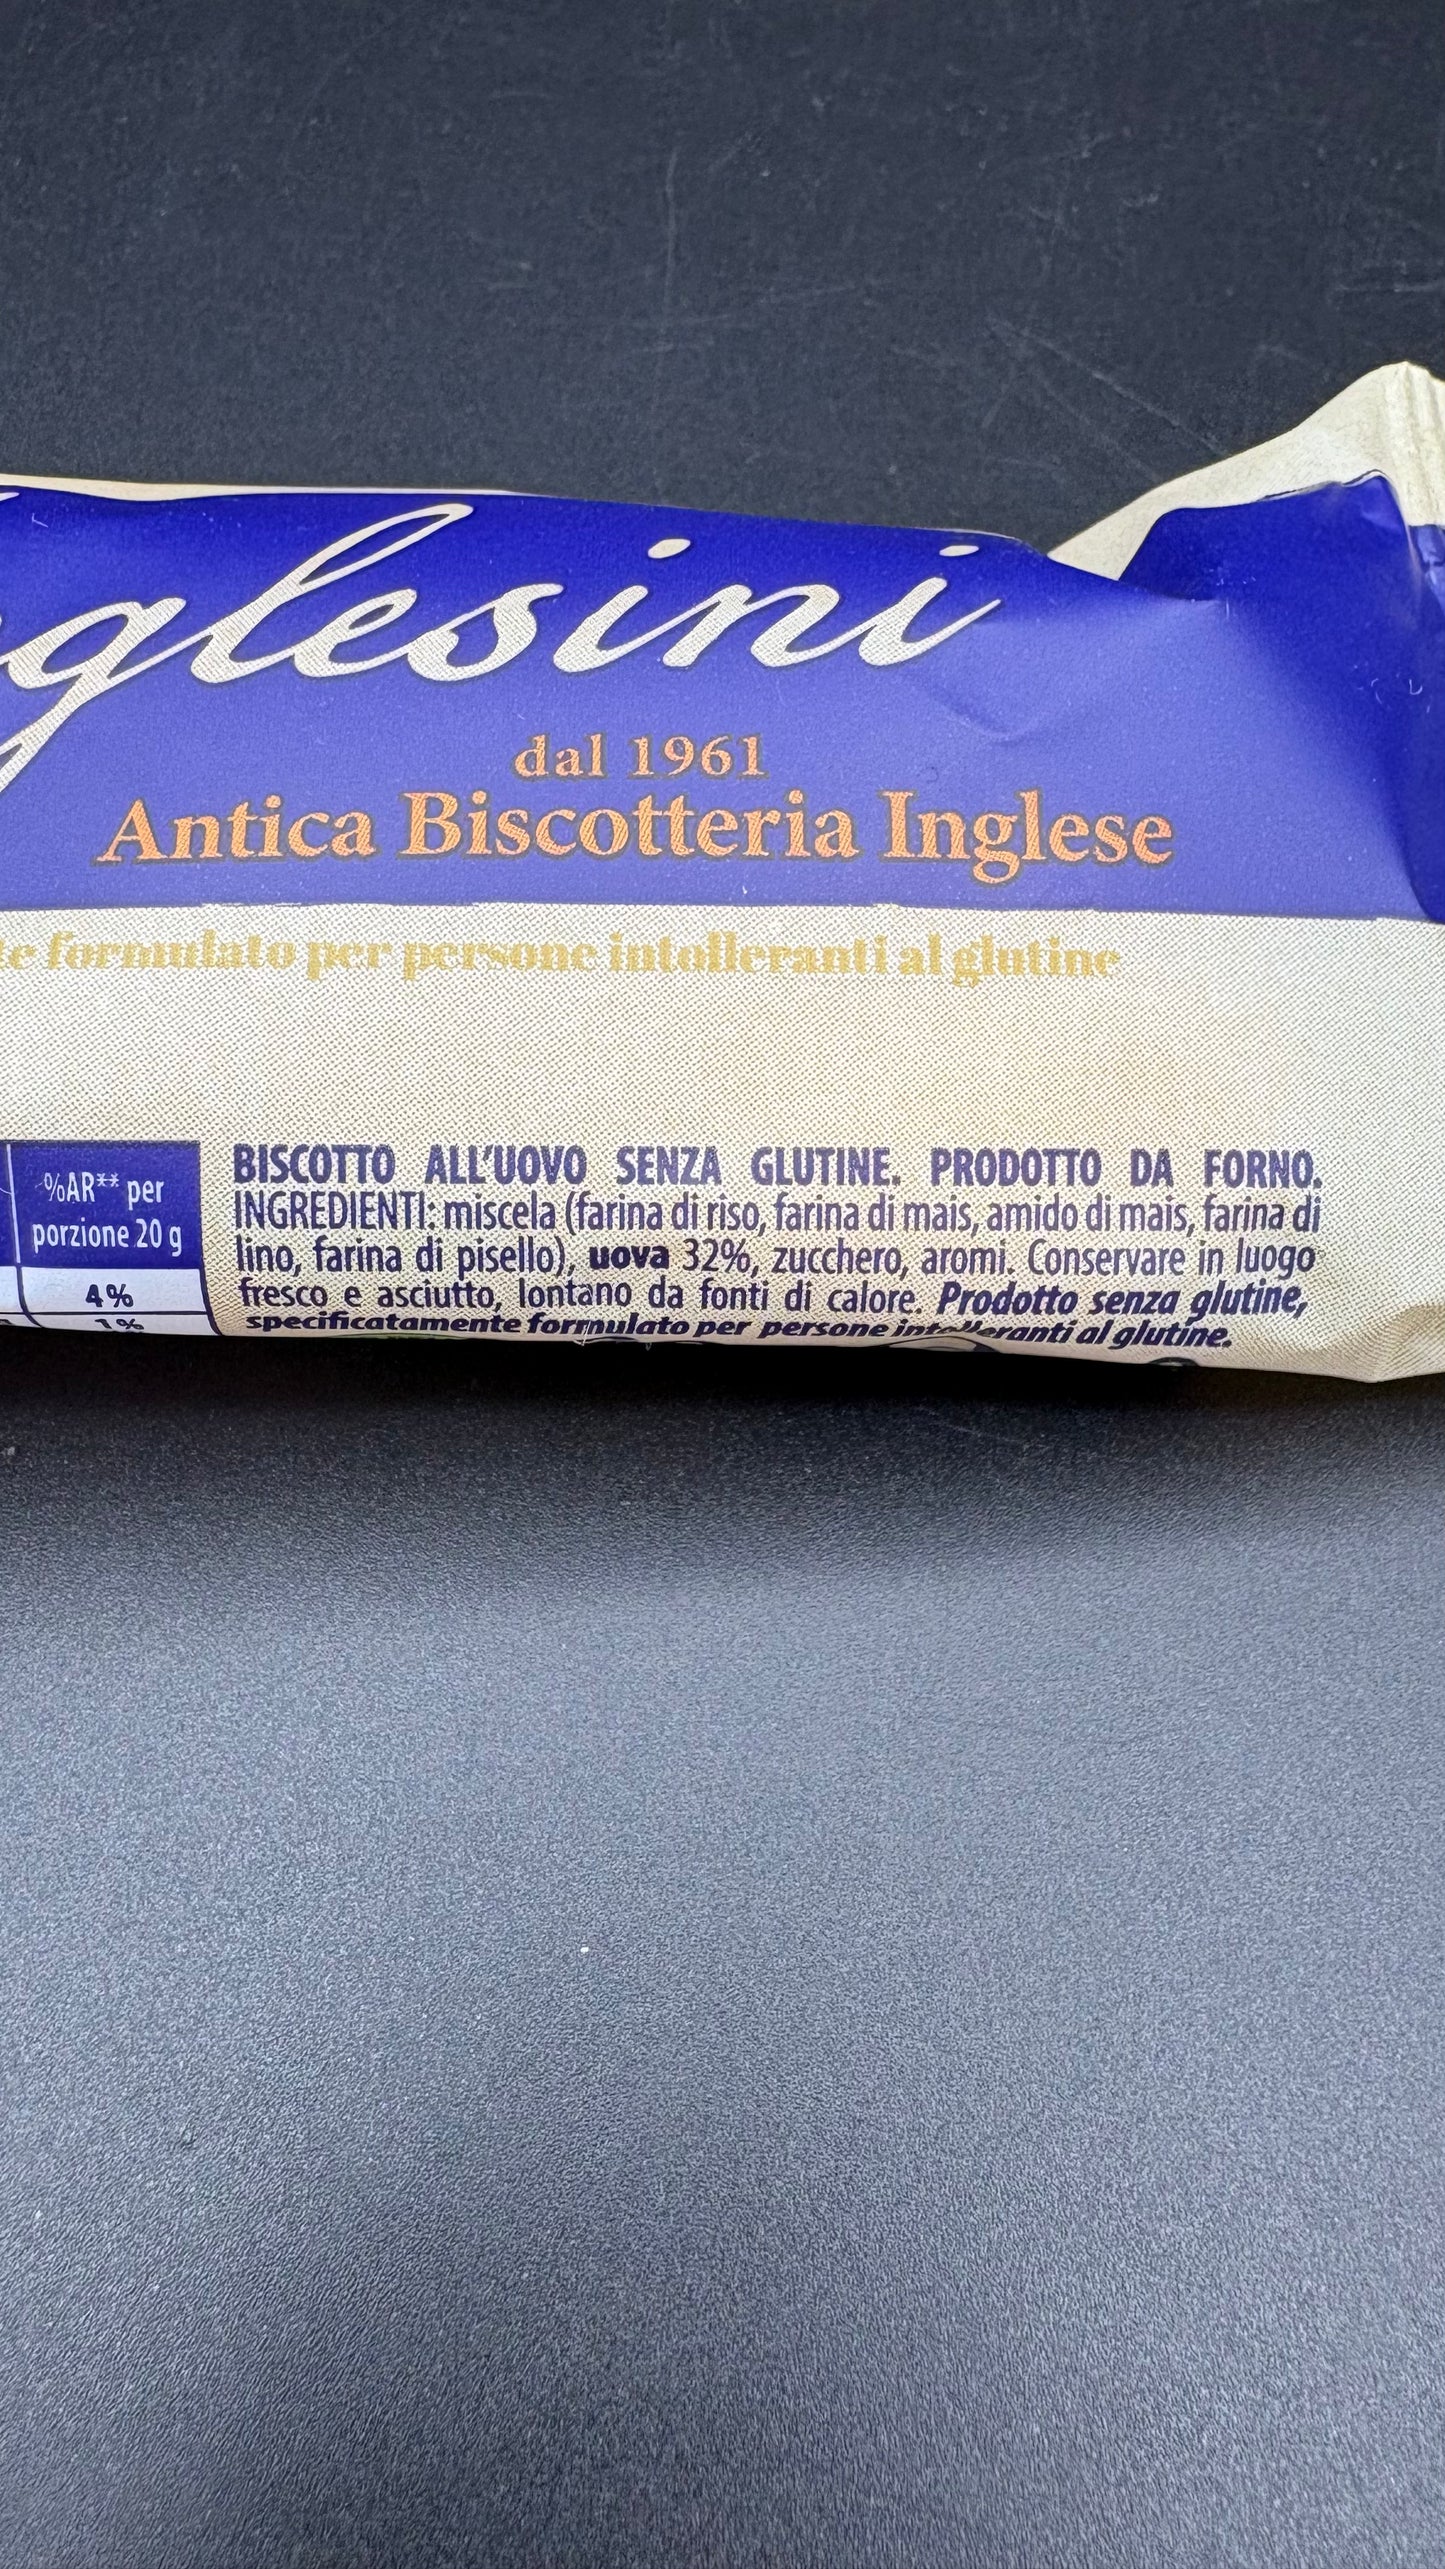 glesini
dal 1961
Antica Biscotteria Inglese
formulato per persone intolleranti al glutine
%AR** per
porzione 20 g
4%
1%
BISCOTTO ALL'UOVO SENZA GLUTINE. PRODOTTO DA FORNO.
INGREDIENTI: miscela (farina di riso, farina di mais, amido di mais, farina di
lino, farina di pisello), uova 32%, zucchero, aromi. Conservare in luogo
fresco e asciutto, lontano da fonti di calore. Prodotto senza glutine,
specificatamente formulato per persone intolleranti al glutine.